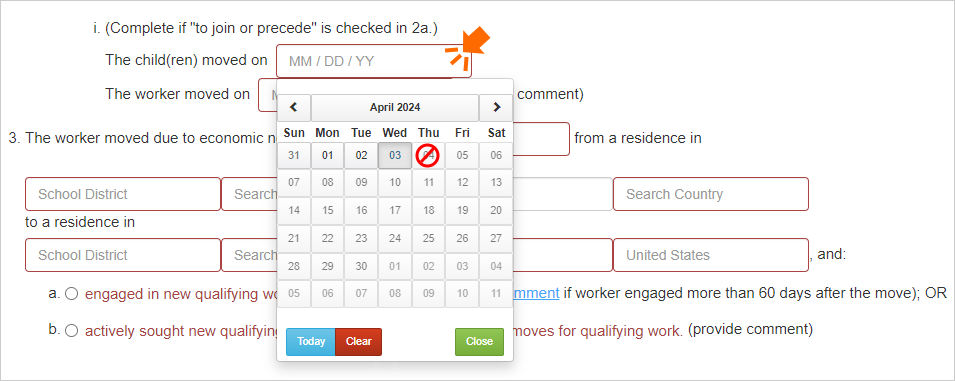 i. (Complete if "to join or precede" is checked in 2a.)
The child(ren) moved on MM / DD / YY
The worker moved on comment)
April 2024
Sun Mon Tue Wed Thu Fri Sat
31 01 02 03 04 05 06
07 08 09 10 11 12 13
14 15 16 17 18 19 20
21 22 23 24 25 26 27
28 29 30 01 02 03 04
05 06 07 08 09 10 11
Today Clear Close
3. The worker moved due to economic n from a residence in
School District Search Search Country
to a residence in
School District Search United States , and:
a. engaged in new qualifying wo mment if worker engaged more than 60 days after the move); OR
b. actively sought new qualifying moves for qualifying work. (provide comment)